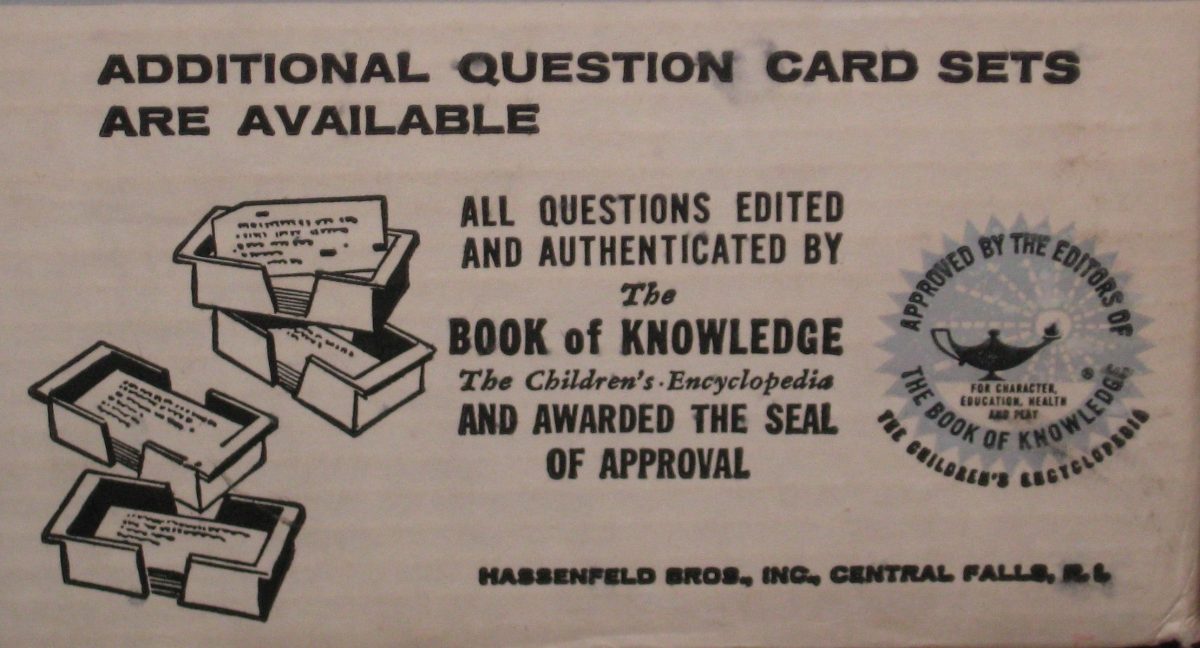 ADDITIONAL QUESTION CARD SETS
ARE AVAILABLE
ALL QUESTIONS EDITED
AND AUTHENTICATED BY
The
BOOK of KNOWLEDGE
The Children's · Encyclopedia
AND AWARDED THE SEAL
OF APPROVAL
APPROVED BY THE EDITORS OF
THE BOOK OF KNOWLEDGE
THE CHILDREN'S ENCYCLOPEDIA
®
FOR CHARACTER,
EDUCATION, HEALTH
AND PLAY
HASSENFELD BROS., INC., CENTRAL FALLS, R. I.